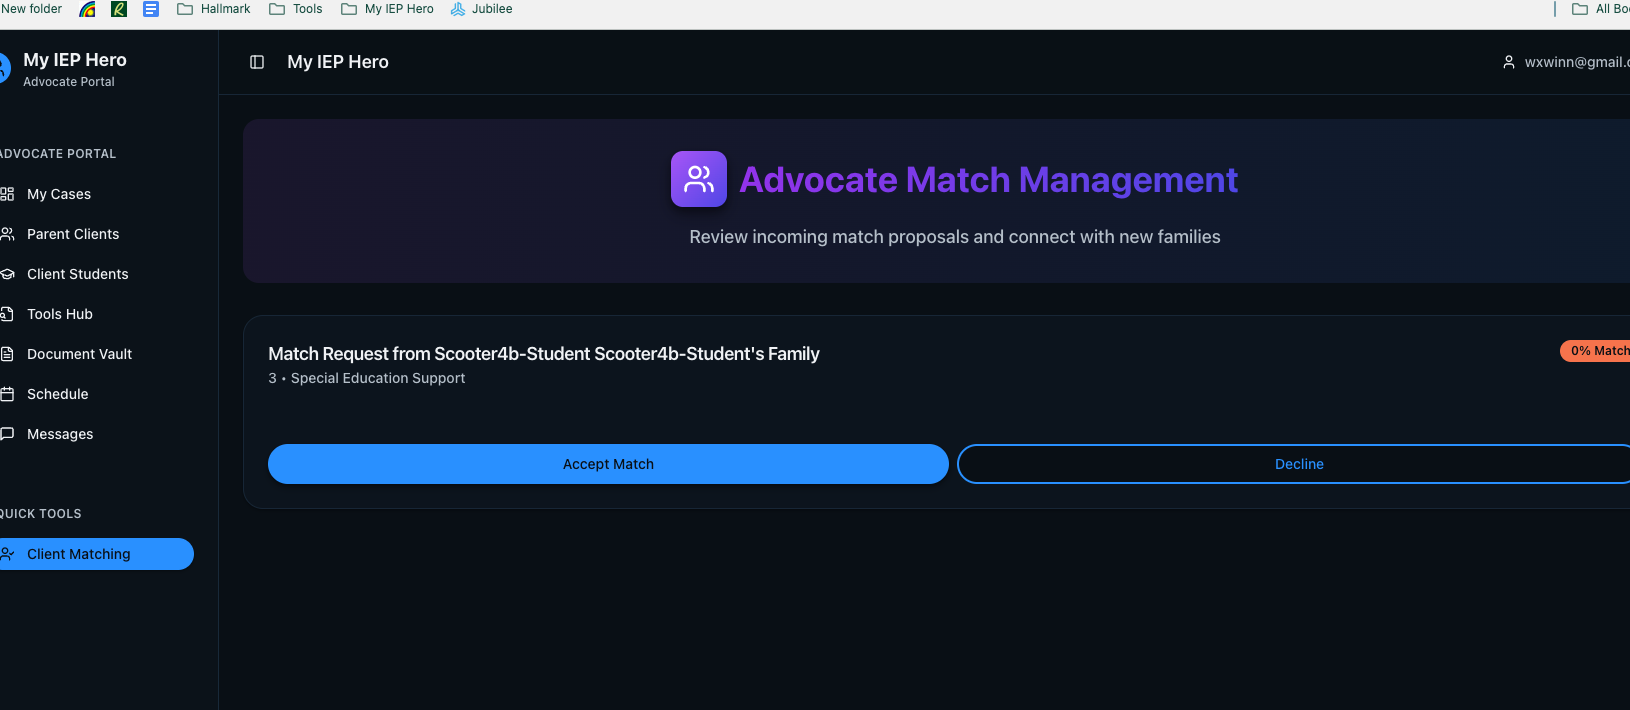 New folder
Hallmark
Tools
My IEP Hero
Jubilee
All Bo
My IEP Hero
Advocate Portal
My IEP Hero
wxwinn@gmail.c
ADVOCATE PORTAL
My Cases
Parent Clients
Client Students
Tools Hub
Document Vault
Schedule
Messages
QUICK TOOLS
Client Matching
Advocate Match Management
Review incoming match proposals and connect with new families
Match Request from Scooter4b-Student Scooter4b-Student's Family
0% Match
3 • Special Education Support
Accept Match
Decline